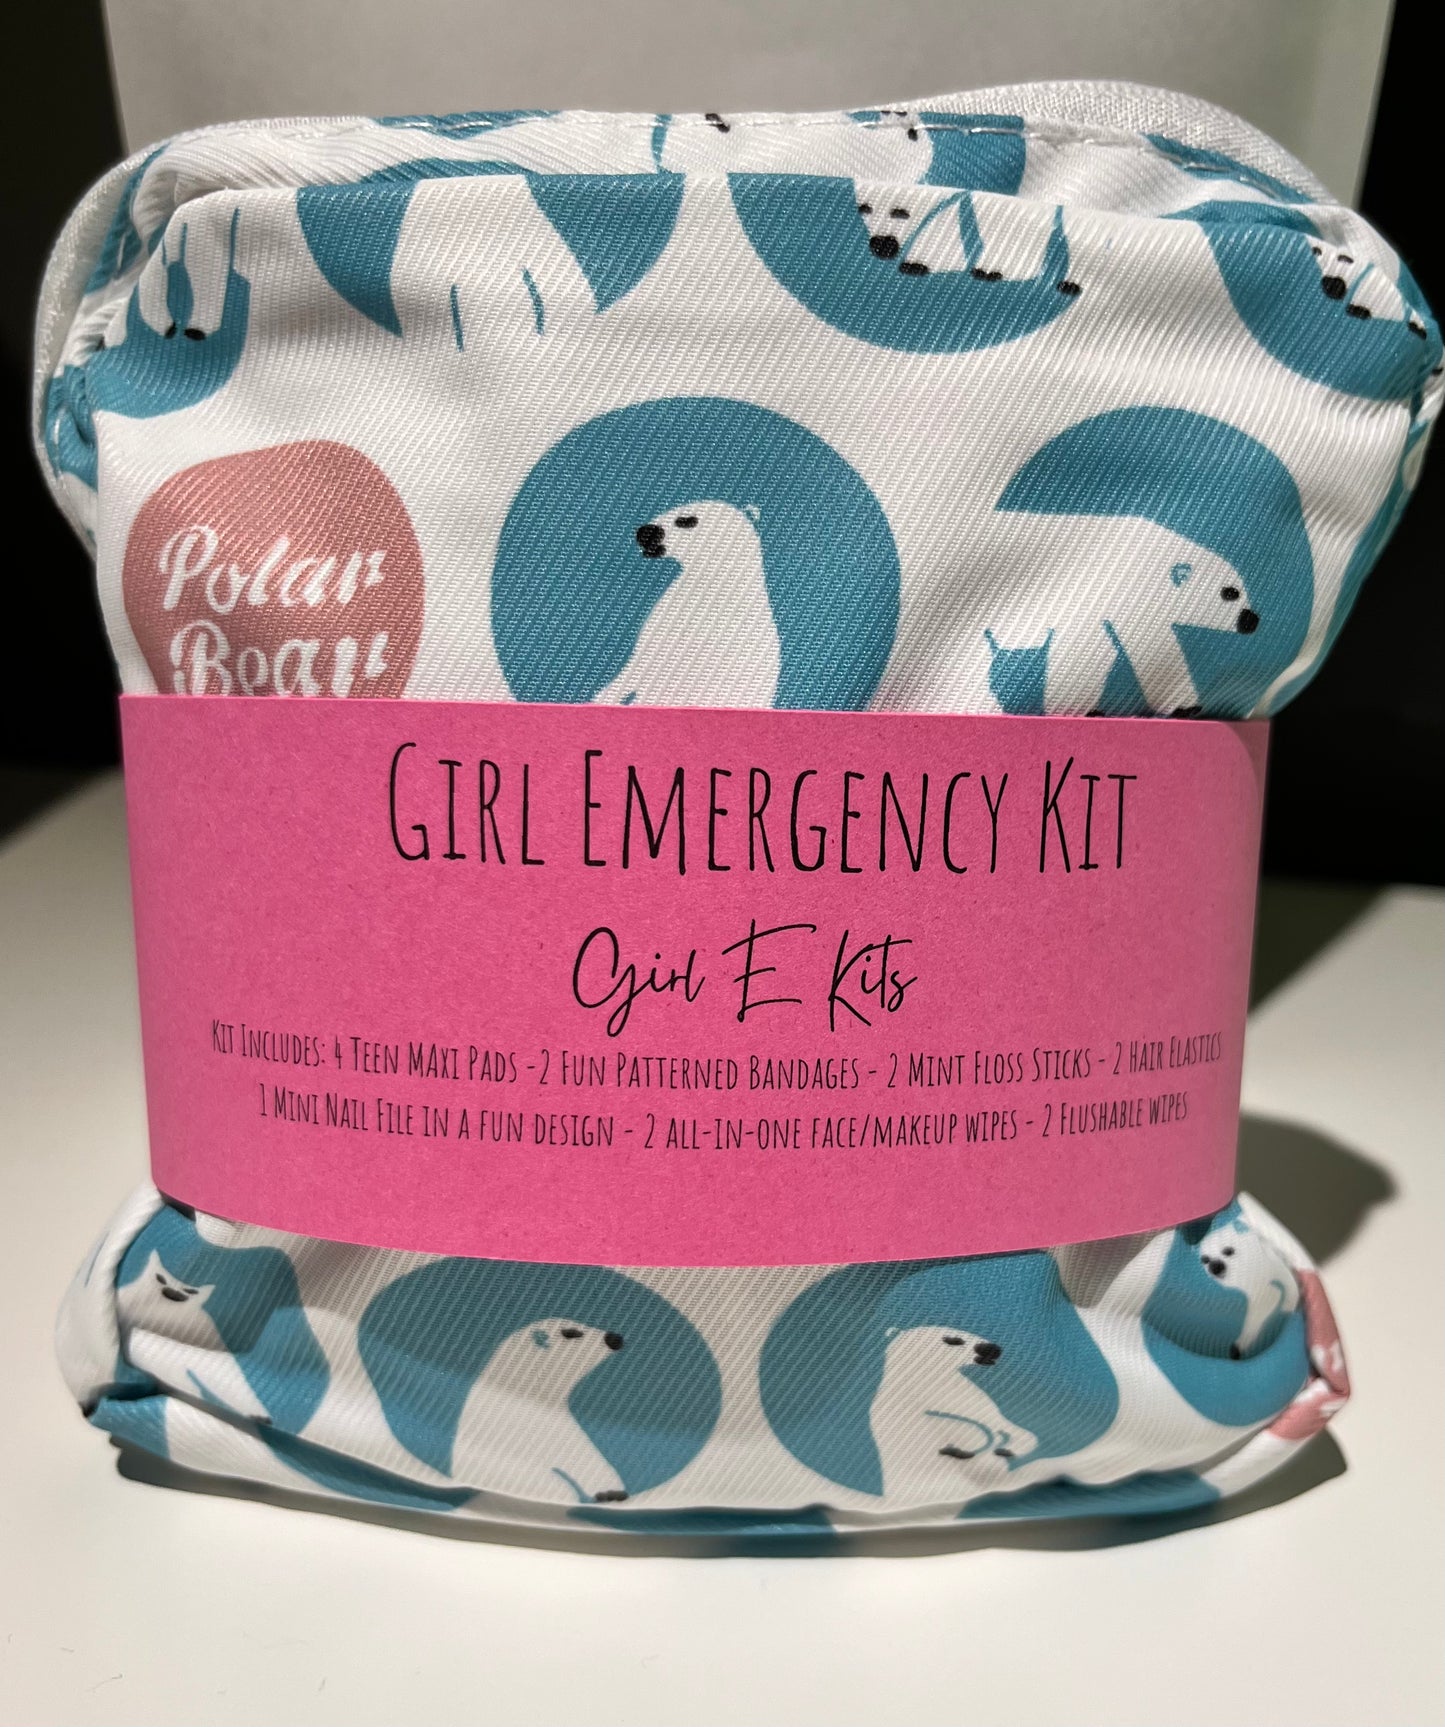 Polar
Bear
Girl Emergency Kit
Girl E Kits
Kit Includes: 4 Teen Maxi Pads -2 Fun Patterned Bandages - 2 Mint Floss Sticks - 2 Hair Elastics
1 Mini Nail File in a fun design - 2 all-in-one face/makeup wipes - 2 Flushable wipes